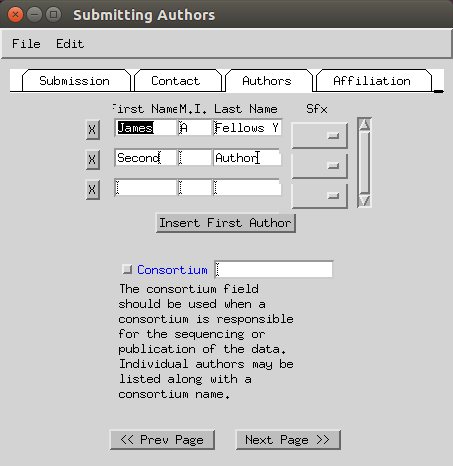 Submitting Authors
File Edit
Submission Contact Authors Affiliation
First Name M.I. Last Name Sfx
X James A Fellows Y
X Second Author
X
Insert First Author
Consortium
The consortium field
should be used when a
consortium is responsible
for the sequencing or
publication of the data.
Individual authors may be
listed along with a
consortium name.
<< Prev Page Next Page >>